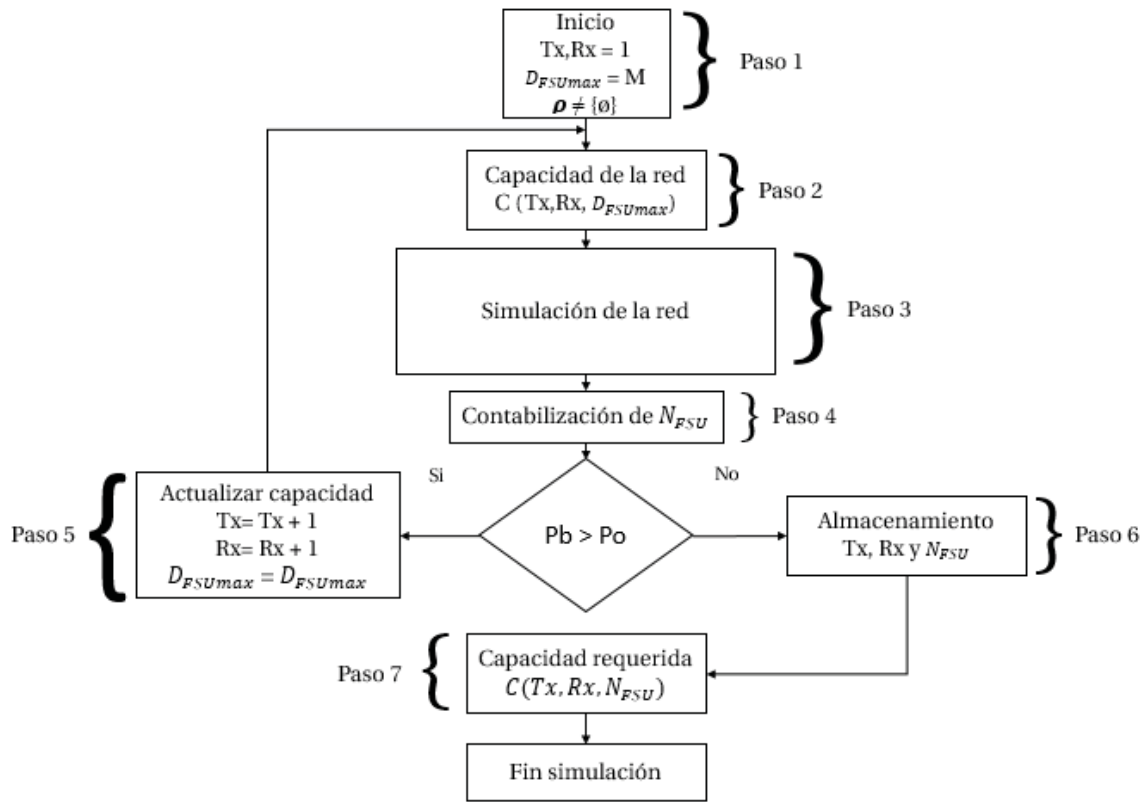 Inicio
Tx,Rx = 1
D_FSUmax = M
ρ ≠ {ø}
Paso 1
Capacidad de la red
C (Tx,Rx, D_FSUmax)
Paso 2
Simulación de la red
Paso 3
Contabilización de N_FSU
Paso 4
Si
No
Pb > Po
Paso 5
Actualizar capacidad
Tx= Tx + 1
Rx= Rx + 1
D_FSUmax = D_FSUmax
Almacenamiento
Tx, Rx y N_FSU
Paso 6
Paso 7
Capacidad requerida
C(Tx, Rx, N_FSU)
Fin simulación